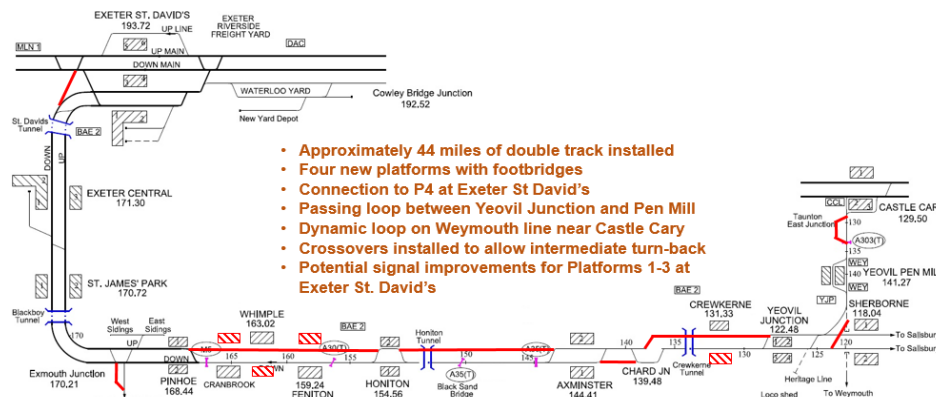 EXETER ST. DAVID'S
193.72
UP LINE
EXETER
RIVERSIDE
FREIGHT YARD
MLN 1
UP MAIN
DAC
DOWN MAIN
WATERLOO YARD
Cowley Bridge Junction
192.52
New Yard Depot
St. Davids
Tunnel
BAE 2
DOWN
UP
EXETER CENTRAL
171.30
ST. JAMES' PARK
170.72
Blackboy
Tunnel
• Approximately 44 miles of double track installed
• Four new platforms with footbridges
• Connection to P4 at Exeter St David's
• Passing loop between Yeovil Junction and Pen Mill
• Dynamic loop on Weymouth line near Castle Cary
• Crossovers installed to allow intermediate turn-back
• Potential signal improvements for Platforms 1-3 at
Exeter St. David's
CCL
CASTLE CAR
129.50
Taunton
East Junction
130
A303(T)
135
WEY
YEOVIL PEN MIL
140
141.27
WEY
YJP
SHERBORNE
118.04
170
West
Sidings
East
Sidings
UP
DOWN
WHIMPLE
163.02
BAE 2
Honiton
Tunnel
BAE 2
CREWKERNE
131.33
YEOVIL
JUNCTION
122.48
To Salisbur
To Salisbur
M5
165
160
A30(T)
155
150
A35(T)
145
A35(T)
140
135
130
125
120
Exmouth Junction
170.21
PINHOE
168.44
CRANBROOK
159.24
FENITON
HONITON
154.56
Black Sand
Bridge
AXMINSTER
144.41
CHARD JN
139.48
Crewkerne
Tunnel
Heritage Line
Loco shed
To Weymouth